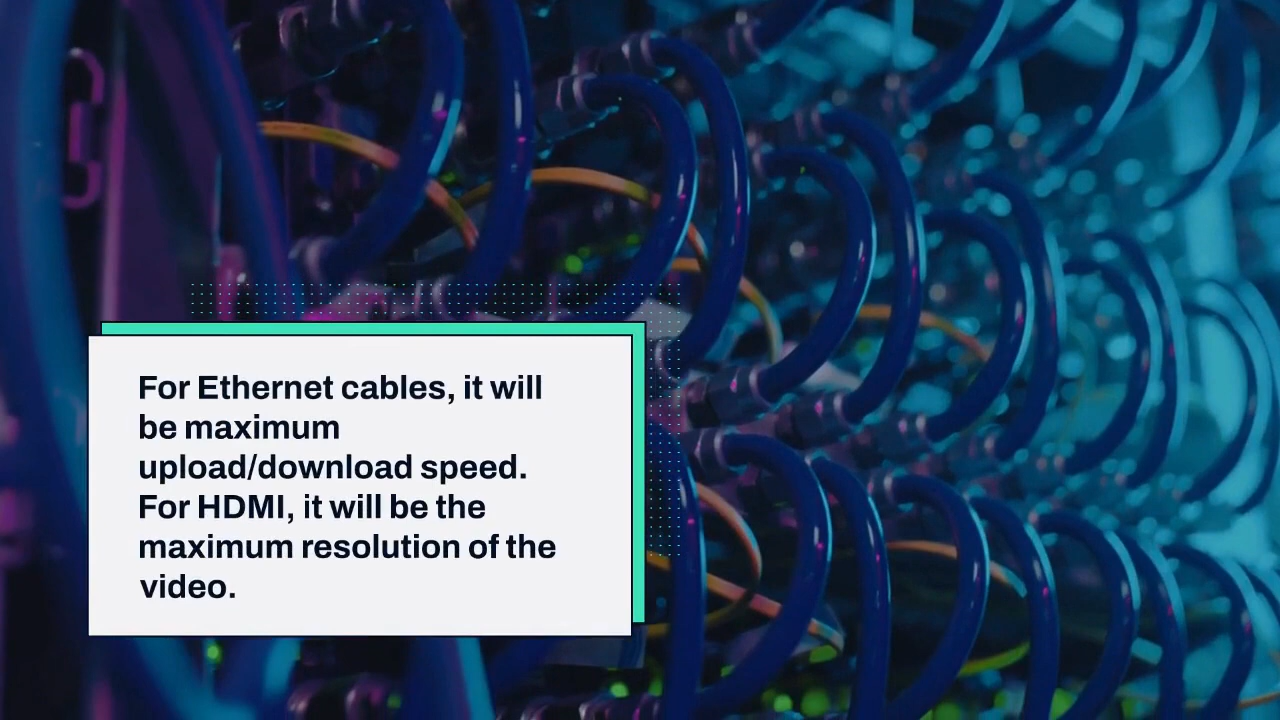 For Ethernet cables, it will
be maximum
upload/download speed.
For HDMI, it will be the
maximum resolution of the
video.